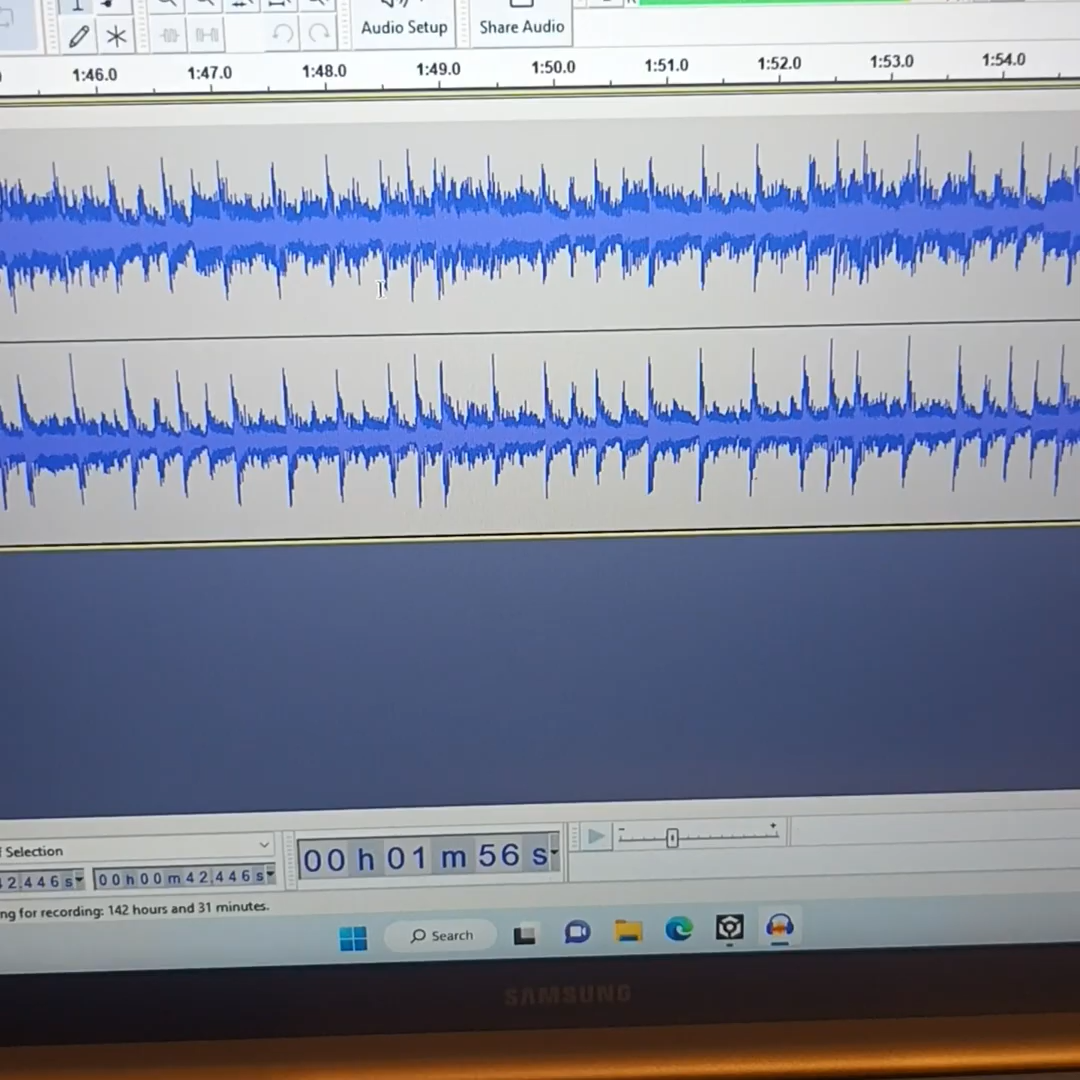 Audio Setup
Share Audio
1:46.0 1:47.0 1:48.0 1:49.0 1:50.0 1:51.0 1:52.0 1:53.0 1:54.0
Selection
00 h 01 m 56 s
2.446 s 00 h 00 m 42.446 s
ng for recording: 142 hours and 31 minutes.
Search
SAMSUNG